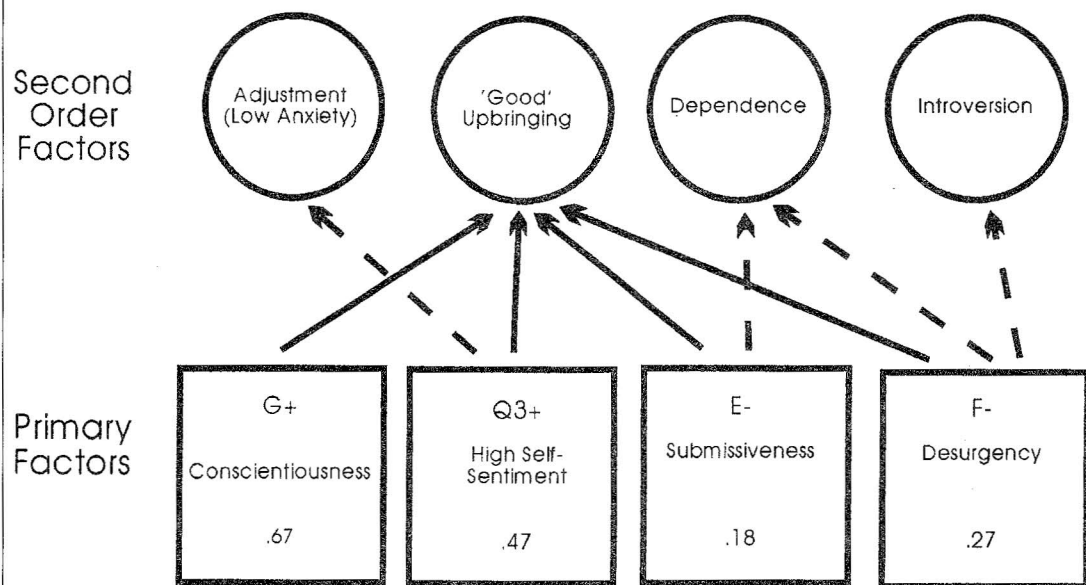 Second
Order
Factors
Adjustment
(Low Anxiety)
'Good'
Upbringing
Dependence
Introversion
Primary
Factors
G+
Conscientiousness
.67
Q3+
High Self-
Sentiment
.47
E-
Submissiveness
.18
F-
Desurgency
.27